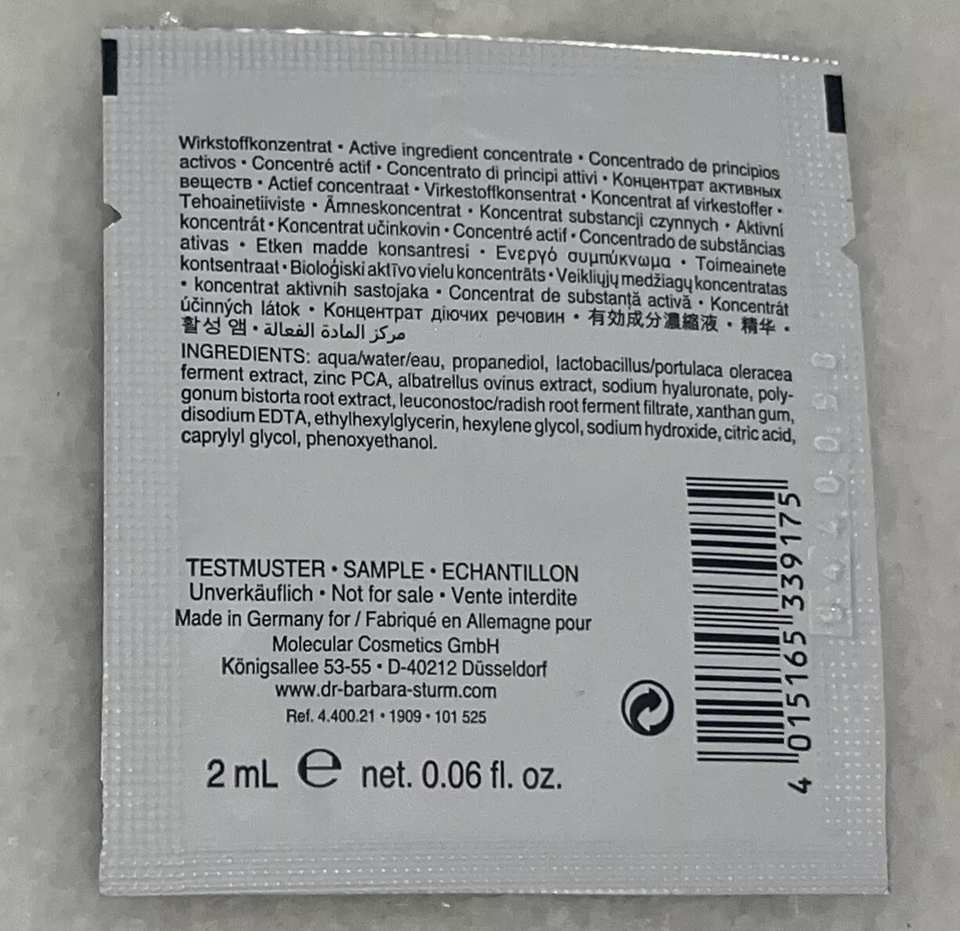 Wirkstoffkonzentrat • Active ingredient concentrate • Concentrado de principios
activos • Concentré actif • Concentrato di principi attivi • Концентрат активных
веществ • Actief concentraat • Virkestoffkonsentrat • Koncentrat af virkestoffer •
Tehoainetiiviste • Ämneskoncentrat • Koncentrat substancji czynnych • Aktivní
koncentrát • Koncentrat učinkovin • Concentré actif • Concentrado de substâncias
ativas • Etken madde konsantresi • Ενεργό συμπύκνωμα • Toimeainete
kontsentraat • Bioloģiski aktīvo vielu koncentrāts • Veikliųjų medžiagų koncentratas
• koncentrat aktivnih sastojaka • Concentrat de substanță activă • Koncentrát
účinných látok • Концентрат діючих речовин • 有効成分濃縮液 • 精华 •
활성 앰 • مركز المادة الفعالة
INGREDIENTS: aqua/water/eau, propanediol, lactobacillus/portulaca oleracea
ferment extract, zinc PCA, albatrellus ovinus extract, sodium hyaluronate, poly-
gonum bistorta root extract, leuconostoc/radish root ferment filtrate, xanthan gum,
disodium EDTA, ethylhexylglycerin, hexylene glycol, sodium hydroxide, citric acid,
caprylyl glycol, phenoxyethanol.
TESTMUSTER • SAMPLE • ECHANTILLON
Unverkäuflich • Not for sale • Vente interdite
Made in Germany for / Fabriqué en Allemagne pour
Molecular Cosmetics GmbH
Königsallee 53-55 • D-40212 Düsseldorf
www.dr-barbara-sturm.com
Ref. 4.400.21 • 1909 • 101 525
2 mL e net. 0.06 fl. oz.
4 015165 339175